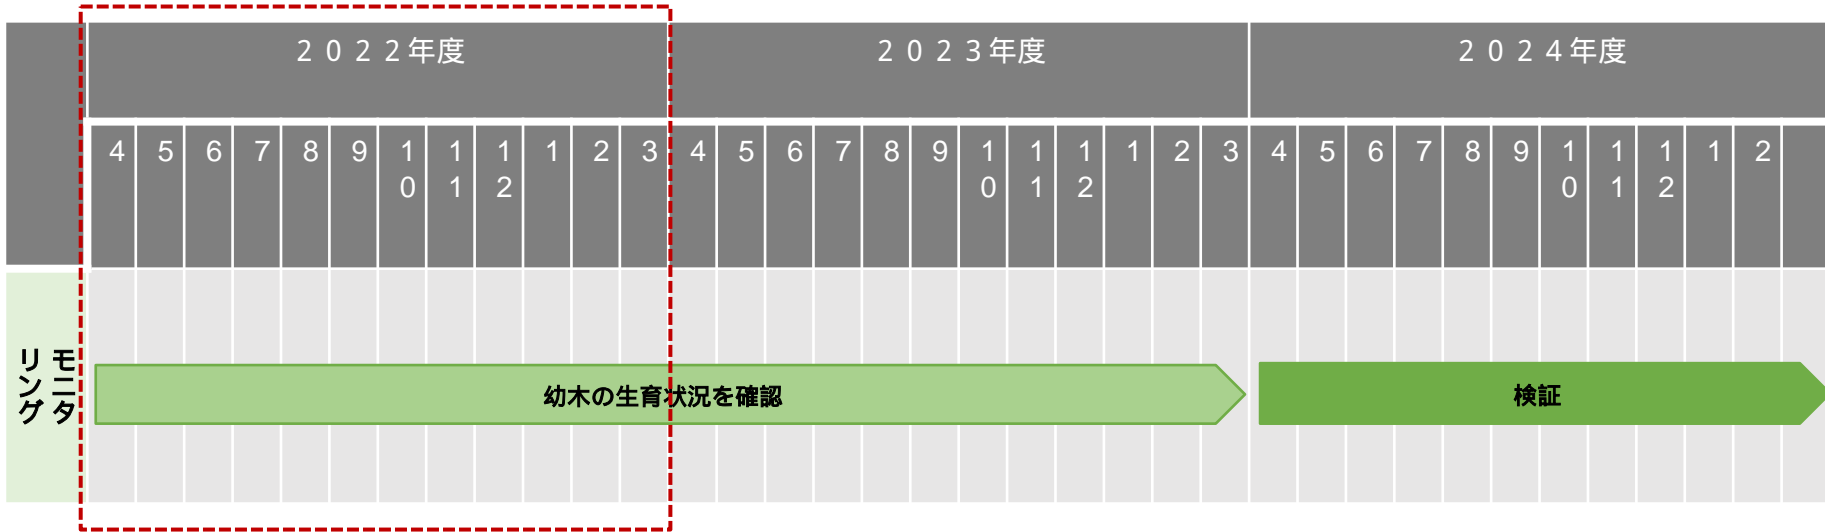 ２０２２年度
２０２３年度
２０２４年度
4 5 6 7 8 9 10 11 12 1 2 3 4 5 6 7 8 9 10 11 12 1 2 3 4 5 6 7 8 9 10 11 12 1 2
モニタ
リング
幼木の生育状況を確認
検証